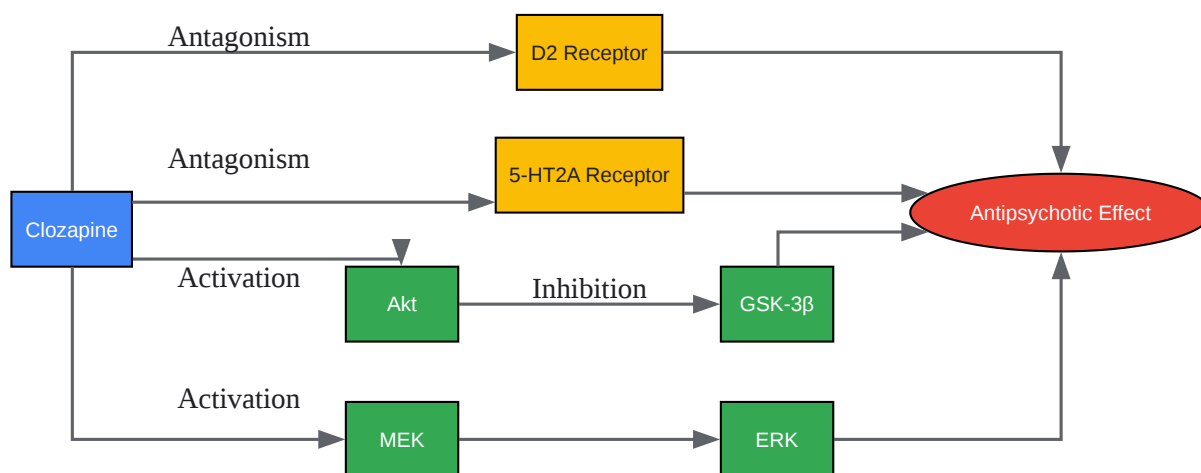 Antagonism
D2 Receptor
Antagonism
5-HT2A Receptor
Clozapine
Antipsychotic Effect
Activation
Akt
Inhibition
GSK-3β
Activation
MEK
ERK